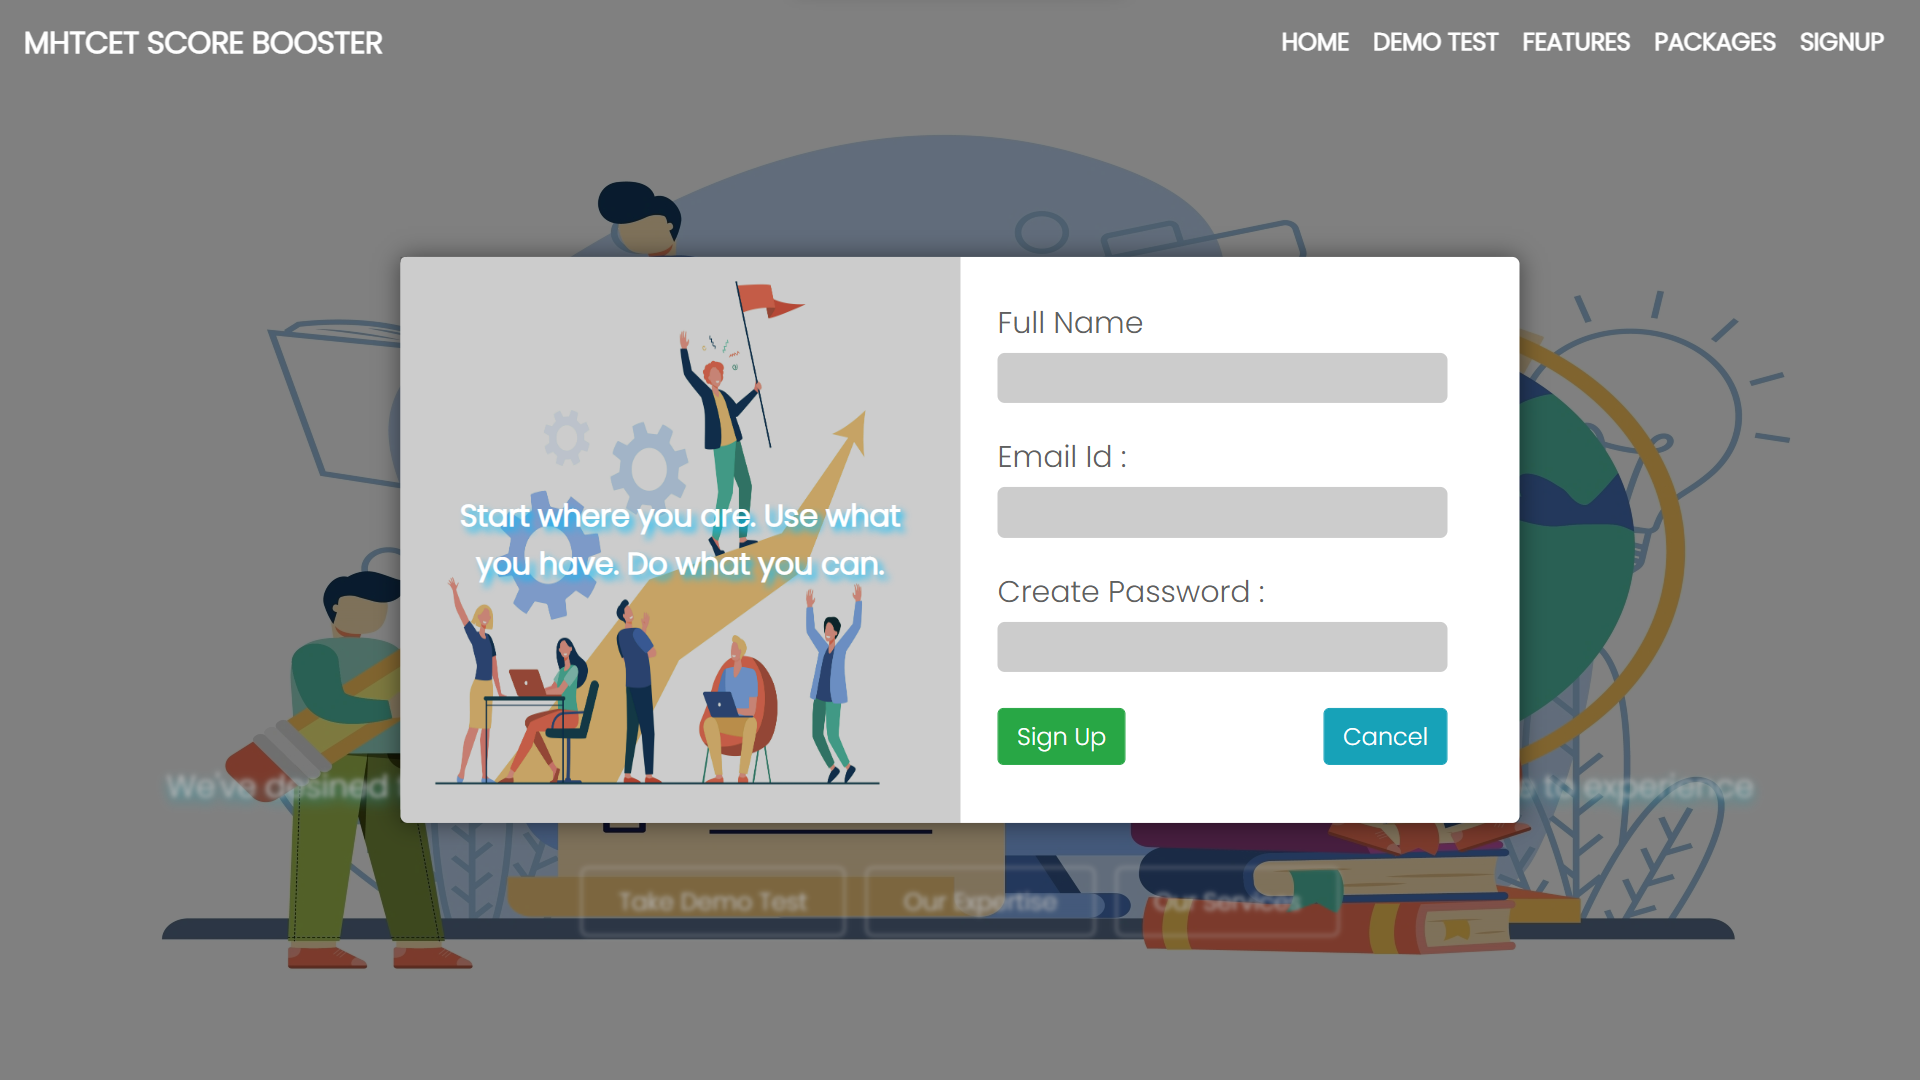 MHTCET SCORE BOOSTER
HOME DEMO TEST FEATURES PACKAGES SIGNUP
Start where you are. Use what
you have. Do what you can.
Full Name
Email Id :
Create Password :
Sign Up
Cancel
We've desined
to experience
Take Demo Test
Our Expertise
Our Services